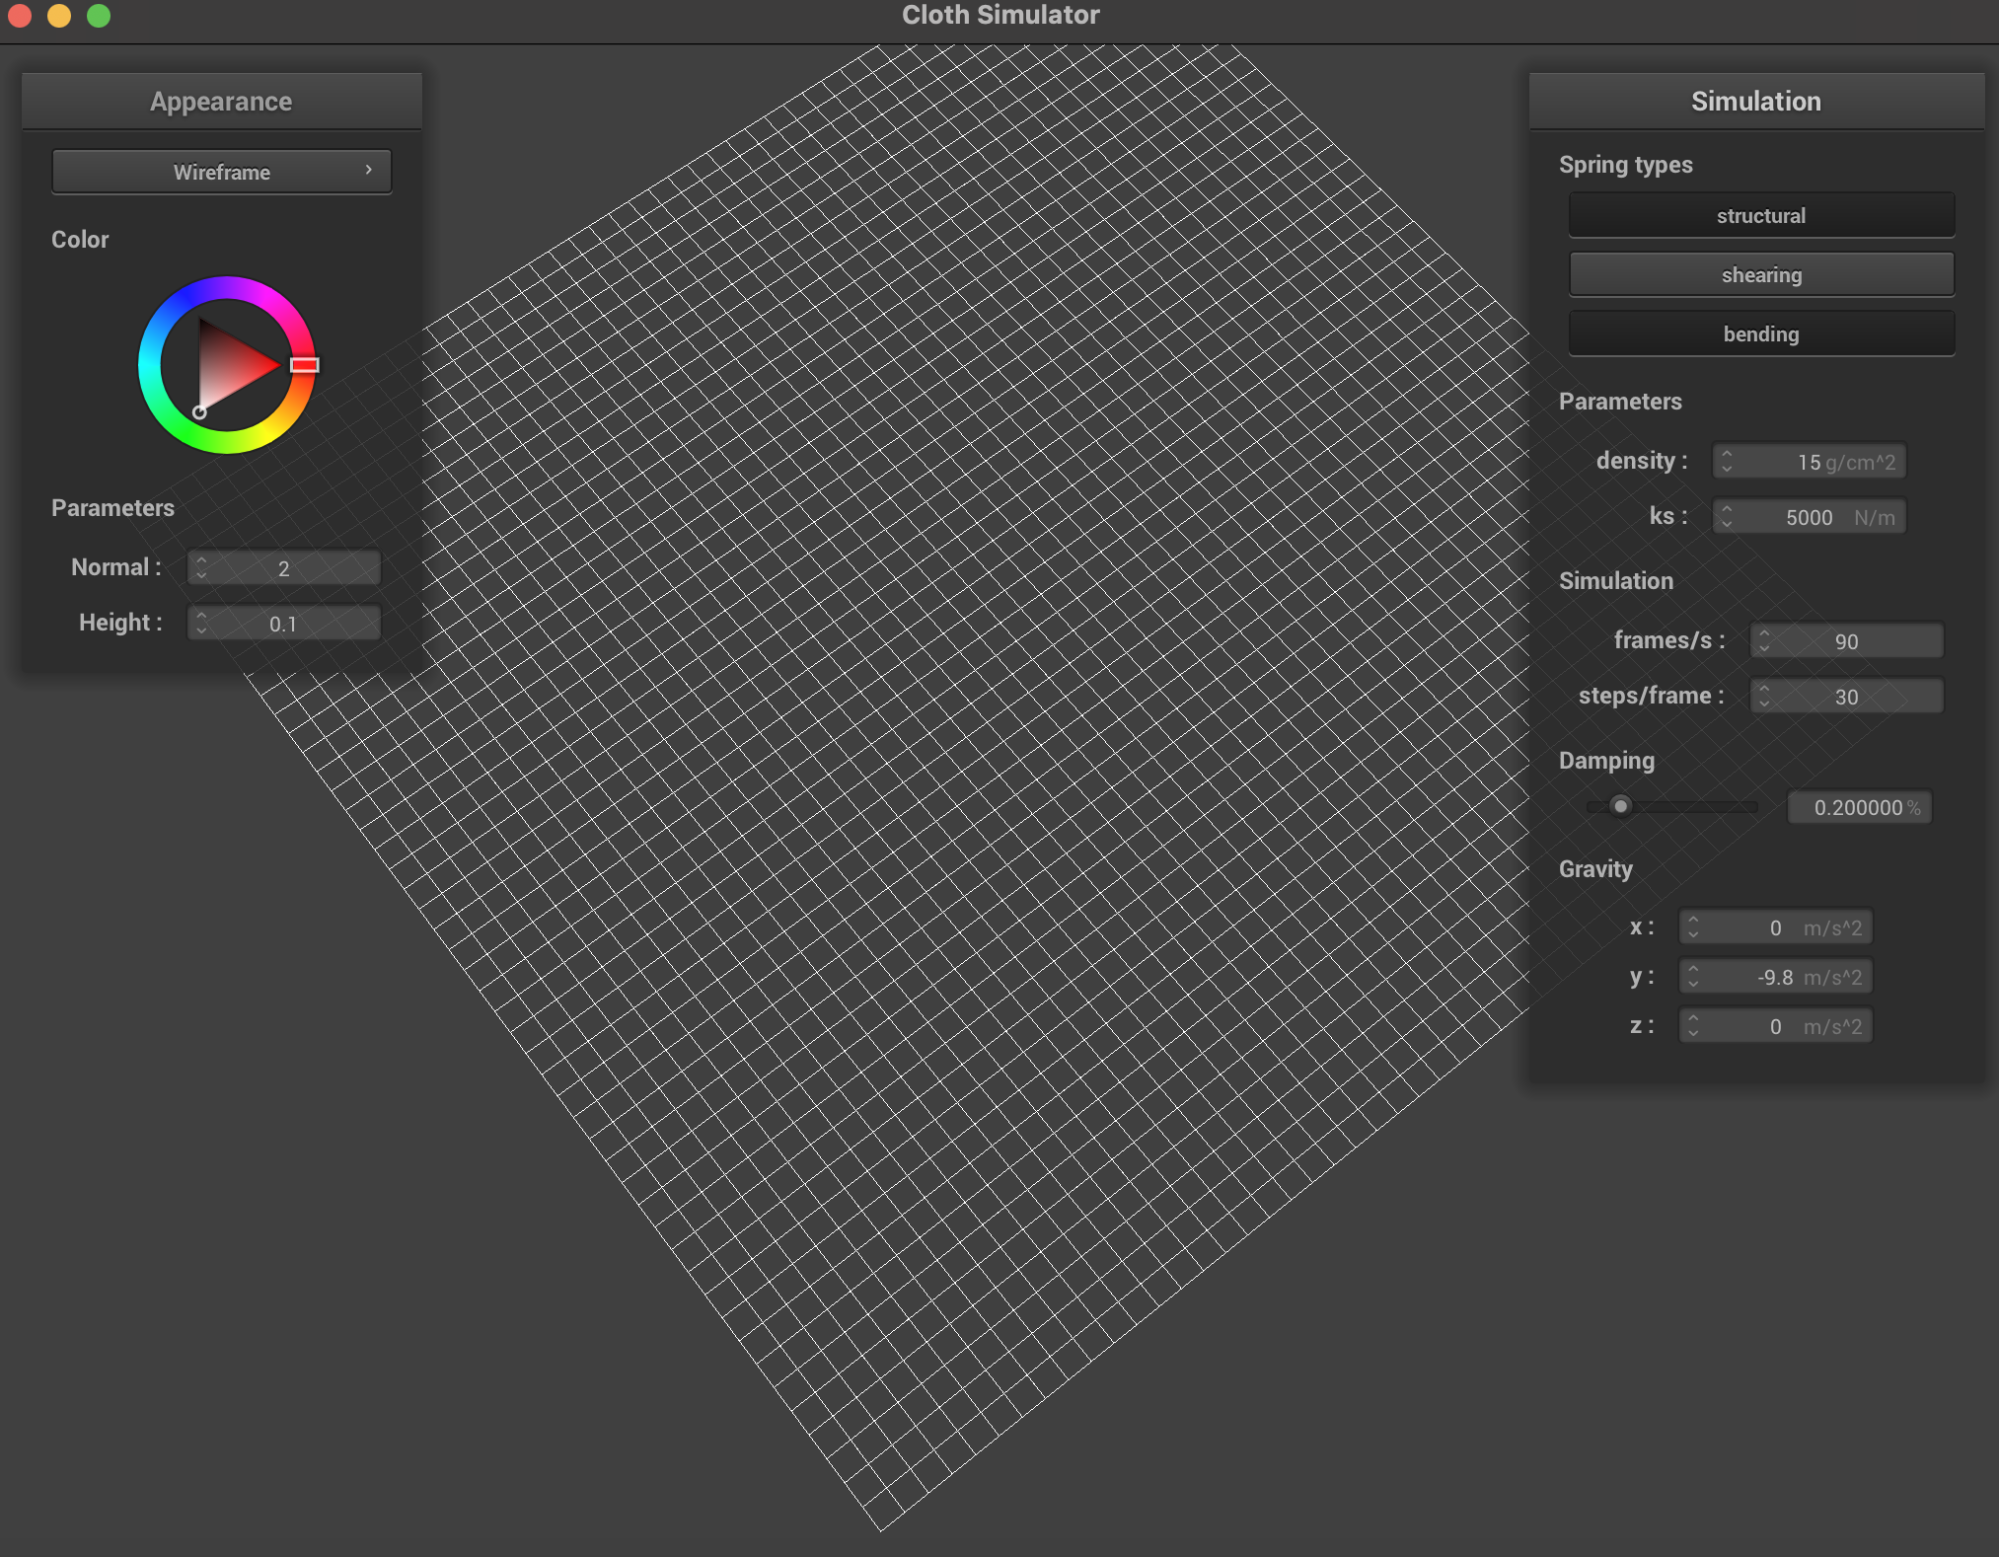 Cloth Simulator
Appearance
Wireframe
Color
Parameters
Normal : 2
Height : 0.1
Simulation
Spring types
structural
shearing
bending
Parameters
density : 15 g/cm^2
ks : 5000 N/m
Simulation
frames/s : 90
steps/frame : 30
Damping
0.200000 %
Gravity
x : 0 m/s^2
y : -9.8 m/s^2
z : 0 m/s^2